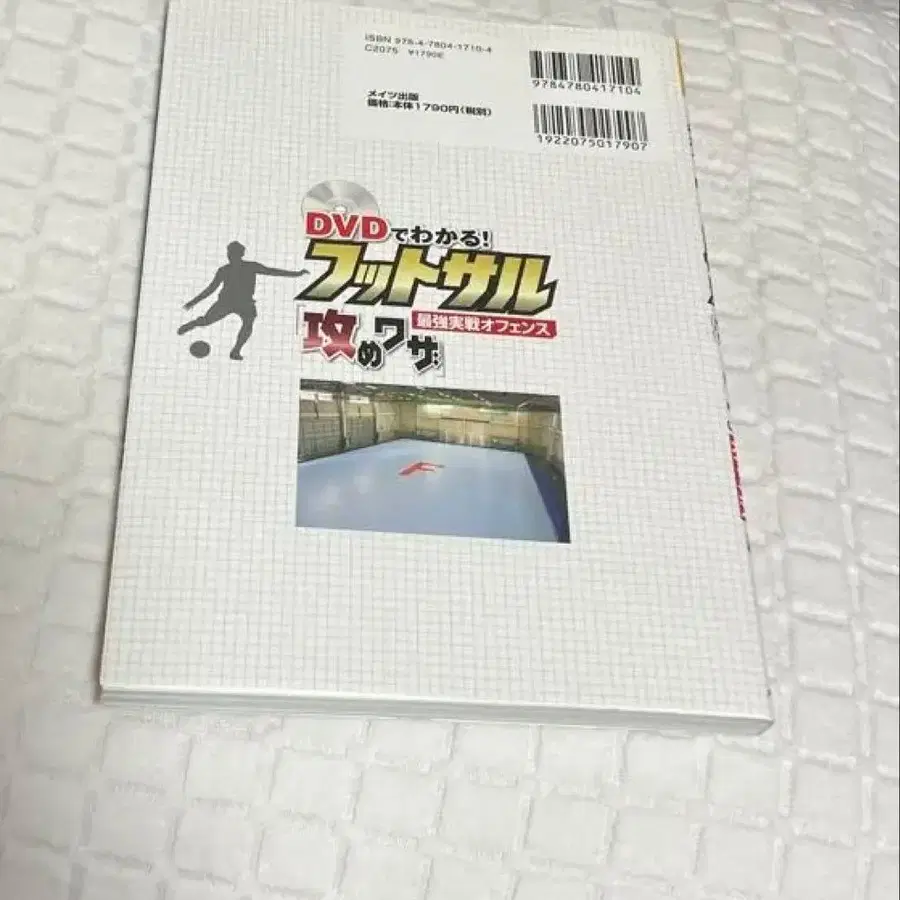 ISBN 978-4-7804-1710-4
C2075 ¥1790E
9784780417104
メイツ出版
価格:本体1790円(税別)
1922075017907
DVDでわかる!
フットサル
最強実戦オフェンス
「攻めワザ」
F